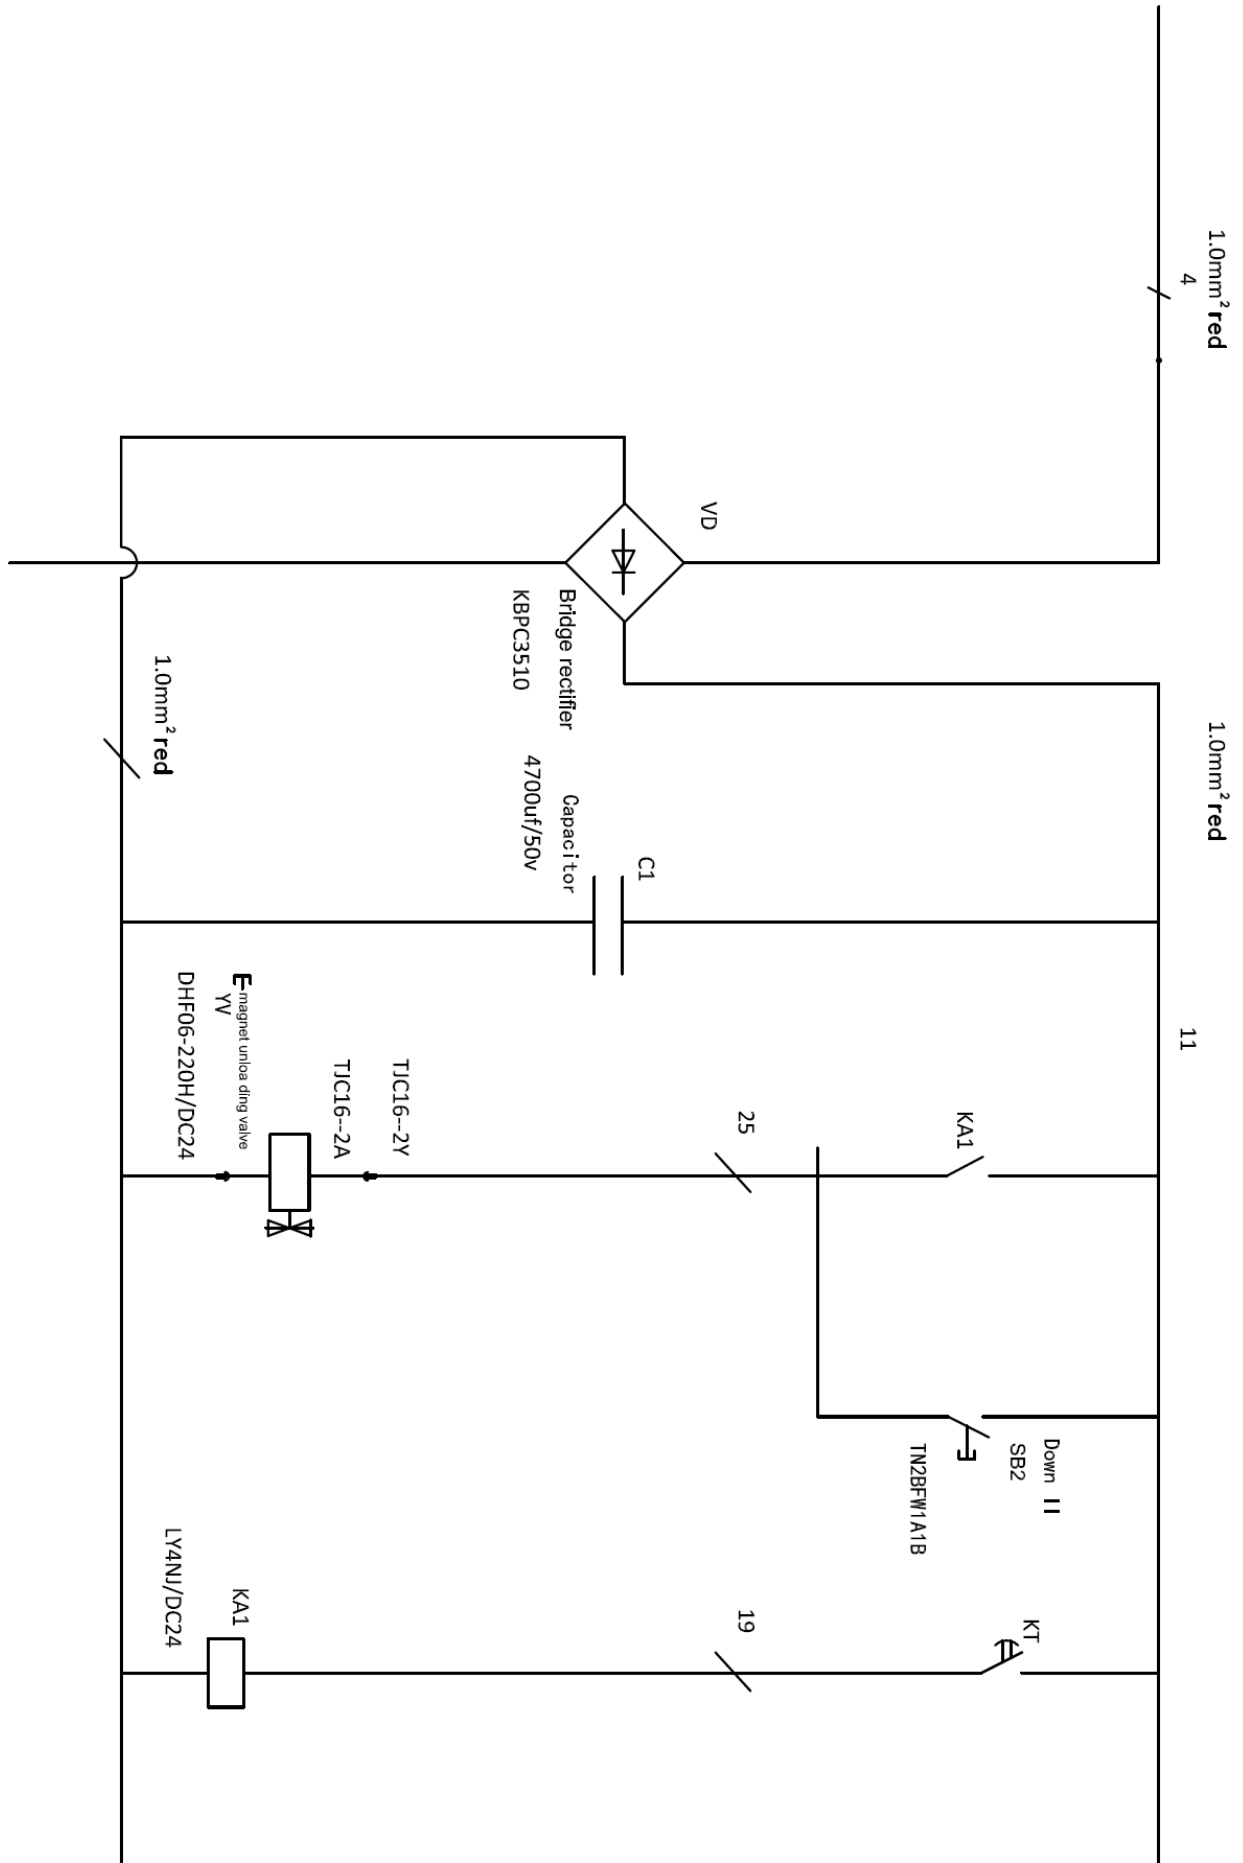 1.0mm² red
4
1.0mm² red
11
VD
Bridge rectifier
KBPC3510
1.0mm² red
C1
Capacitor
4700uf/50v
KA1
25
TJC16--2Y
TJC16--2A
E-magnet unloa ding valve
YV
DHF06-220H/DC24
Down II
SB2
TN2BFW1A1B
KT
19
KA1
LY4NJ/DC24